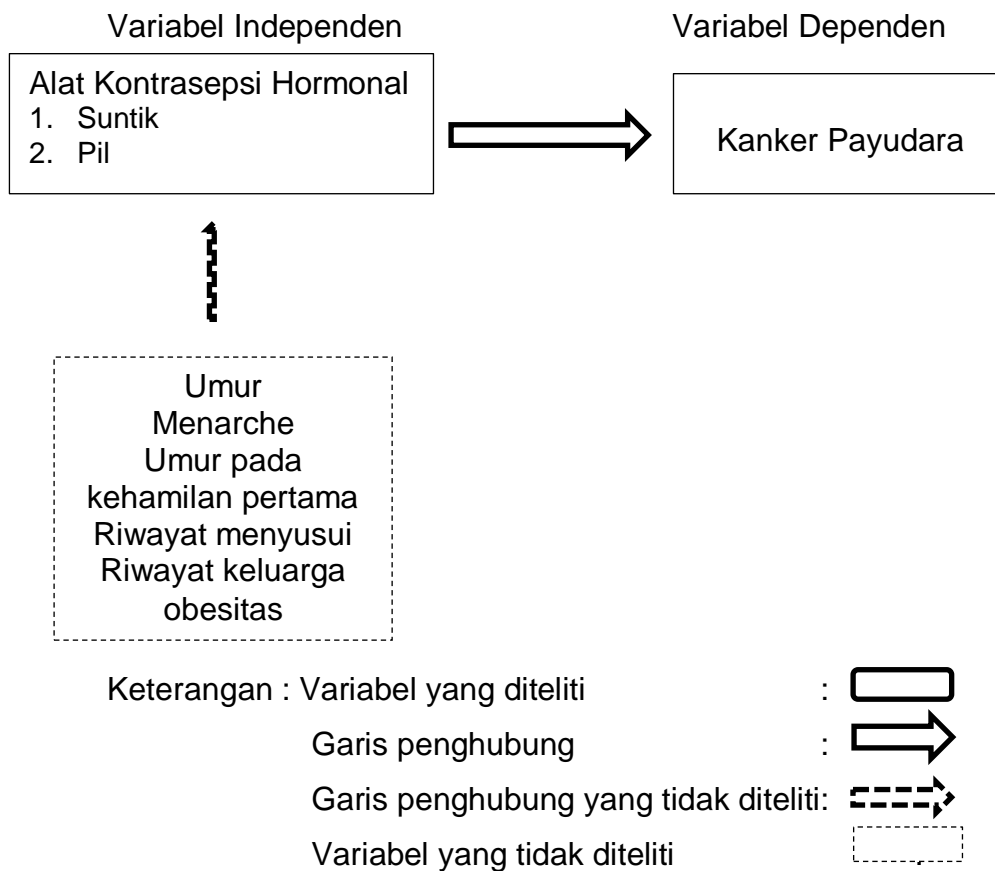 Variabel Independen
Variabel Dependen
Alat Kontrasepsi Hormonal
1. Suntik
2. Pil
Kanker Payudara
Umur
Menarche
Umur pada
kehamilan pertama
Riwayat menyusui
Riwayat keluarga
obesitas
Keterangan : Variabel yang diteliti :
Garis penghubung :
Garis penghubung yang tidak diteliti:
Variabel yang tidak diteliti